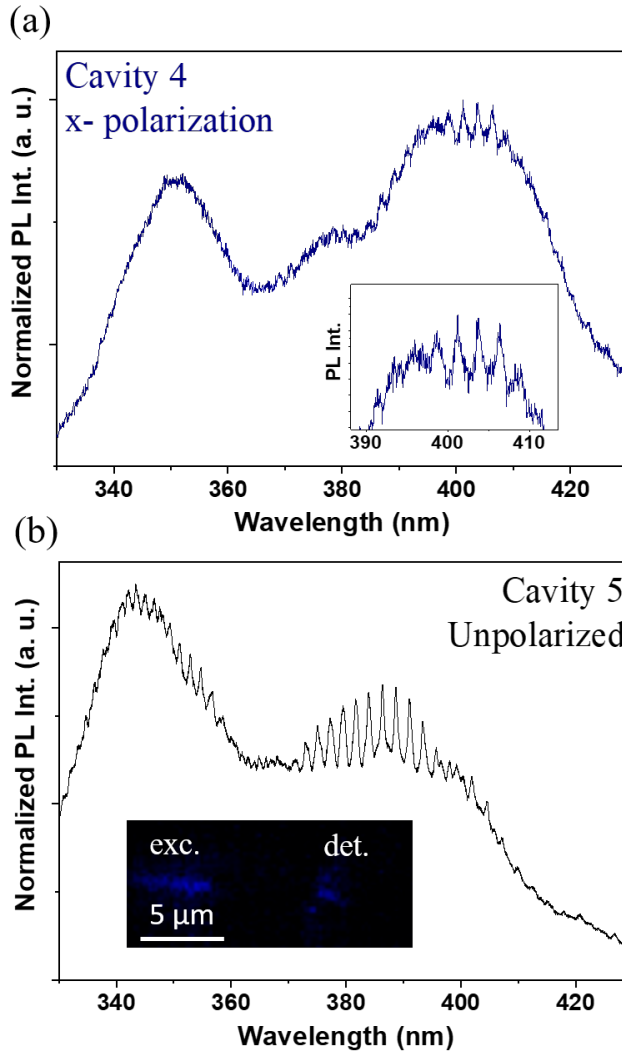 (a)
Cavity 4
x- polarization
Normalized PL Int. (a. u.)
PL Int.
390 400 410
340 360 380 400 420
Wavelength (nm)
(b)
Cavity 5
Unpolarized
Normalized PL Int. (a. u.)
exc. det.
5 µm
340 360 380 400 420
Wavelength (nm)